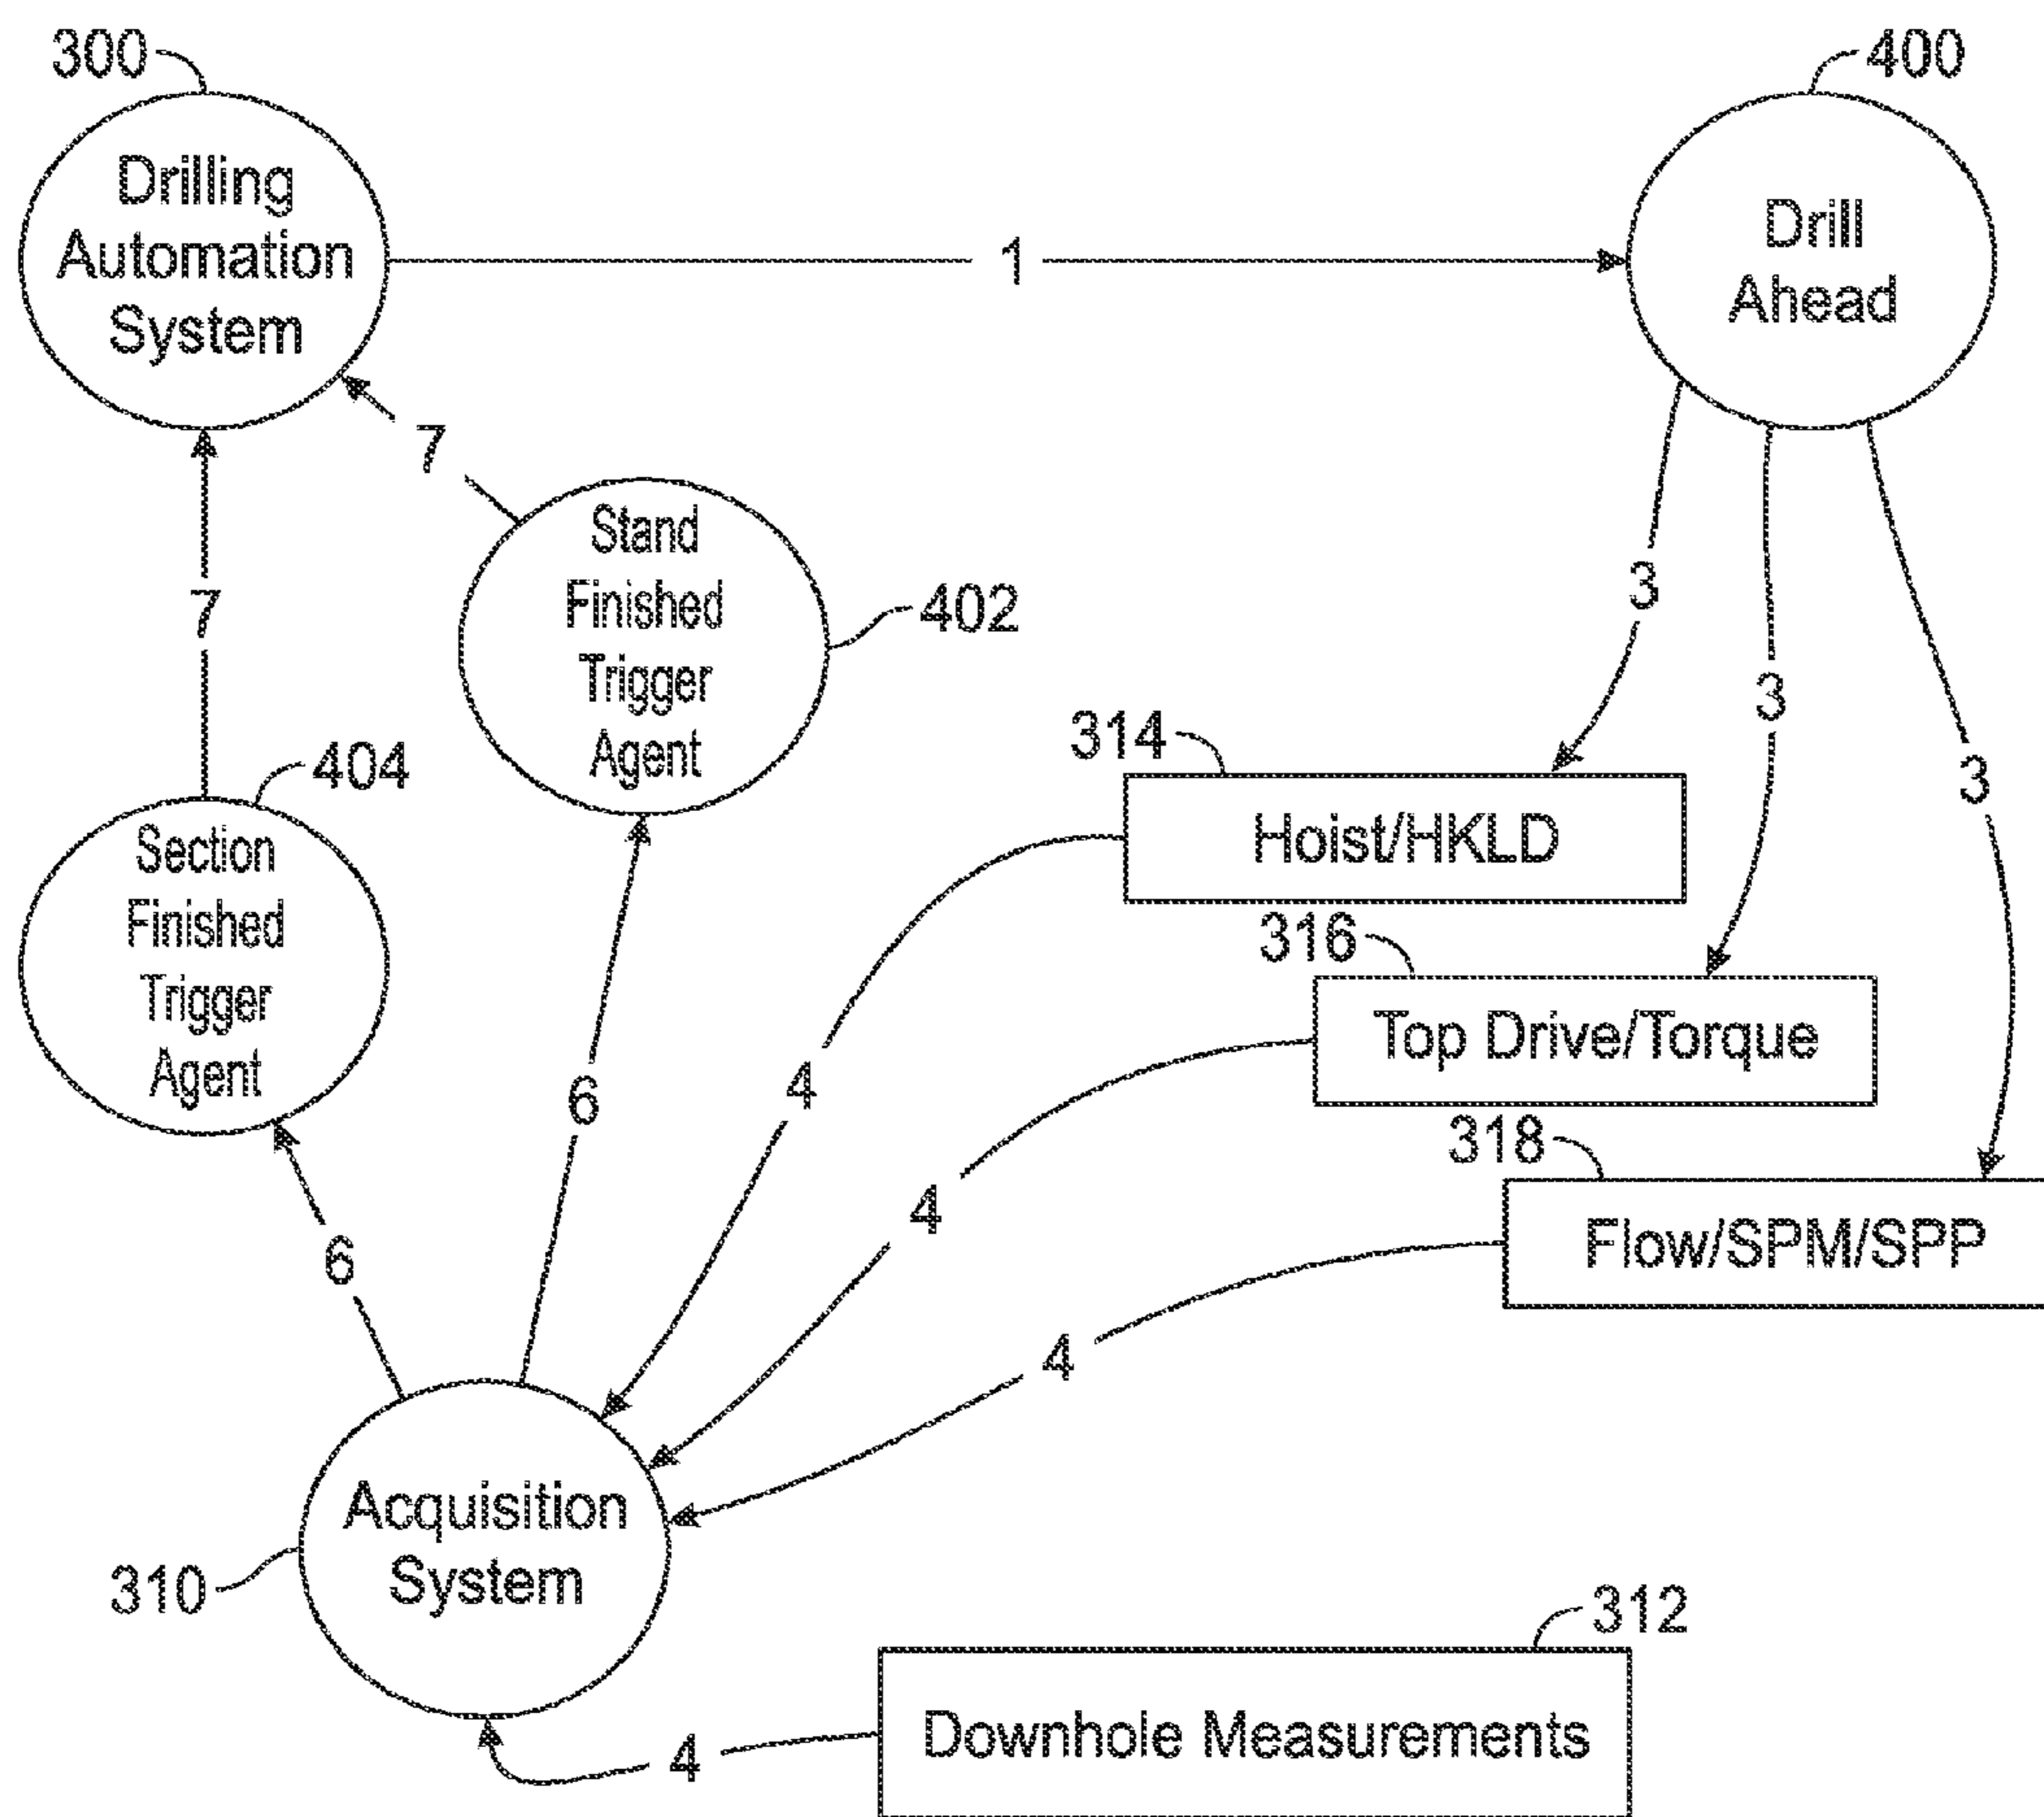 300
400
Drilling
Automation
System
Drill
Ahead
1
7
7
Stand
Finished
Trigger
Agent
402
3
3
3
314
Hoist/HKLD
404
Section
Finished
Trigger
Agent
316
Top Drive/Torque
318
Flow/SPM/SPP
6
6
4
4
4
Acquisition
System
310
312
Downhole Measurements
4